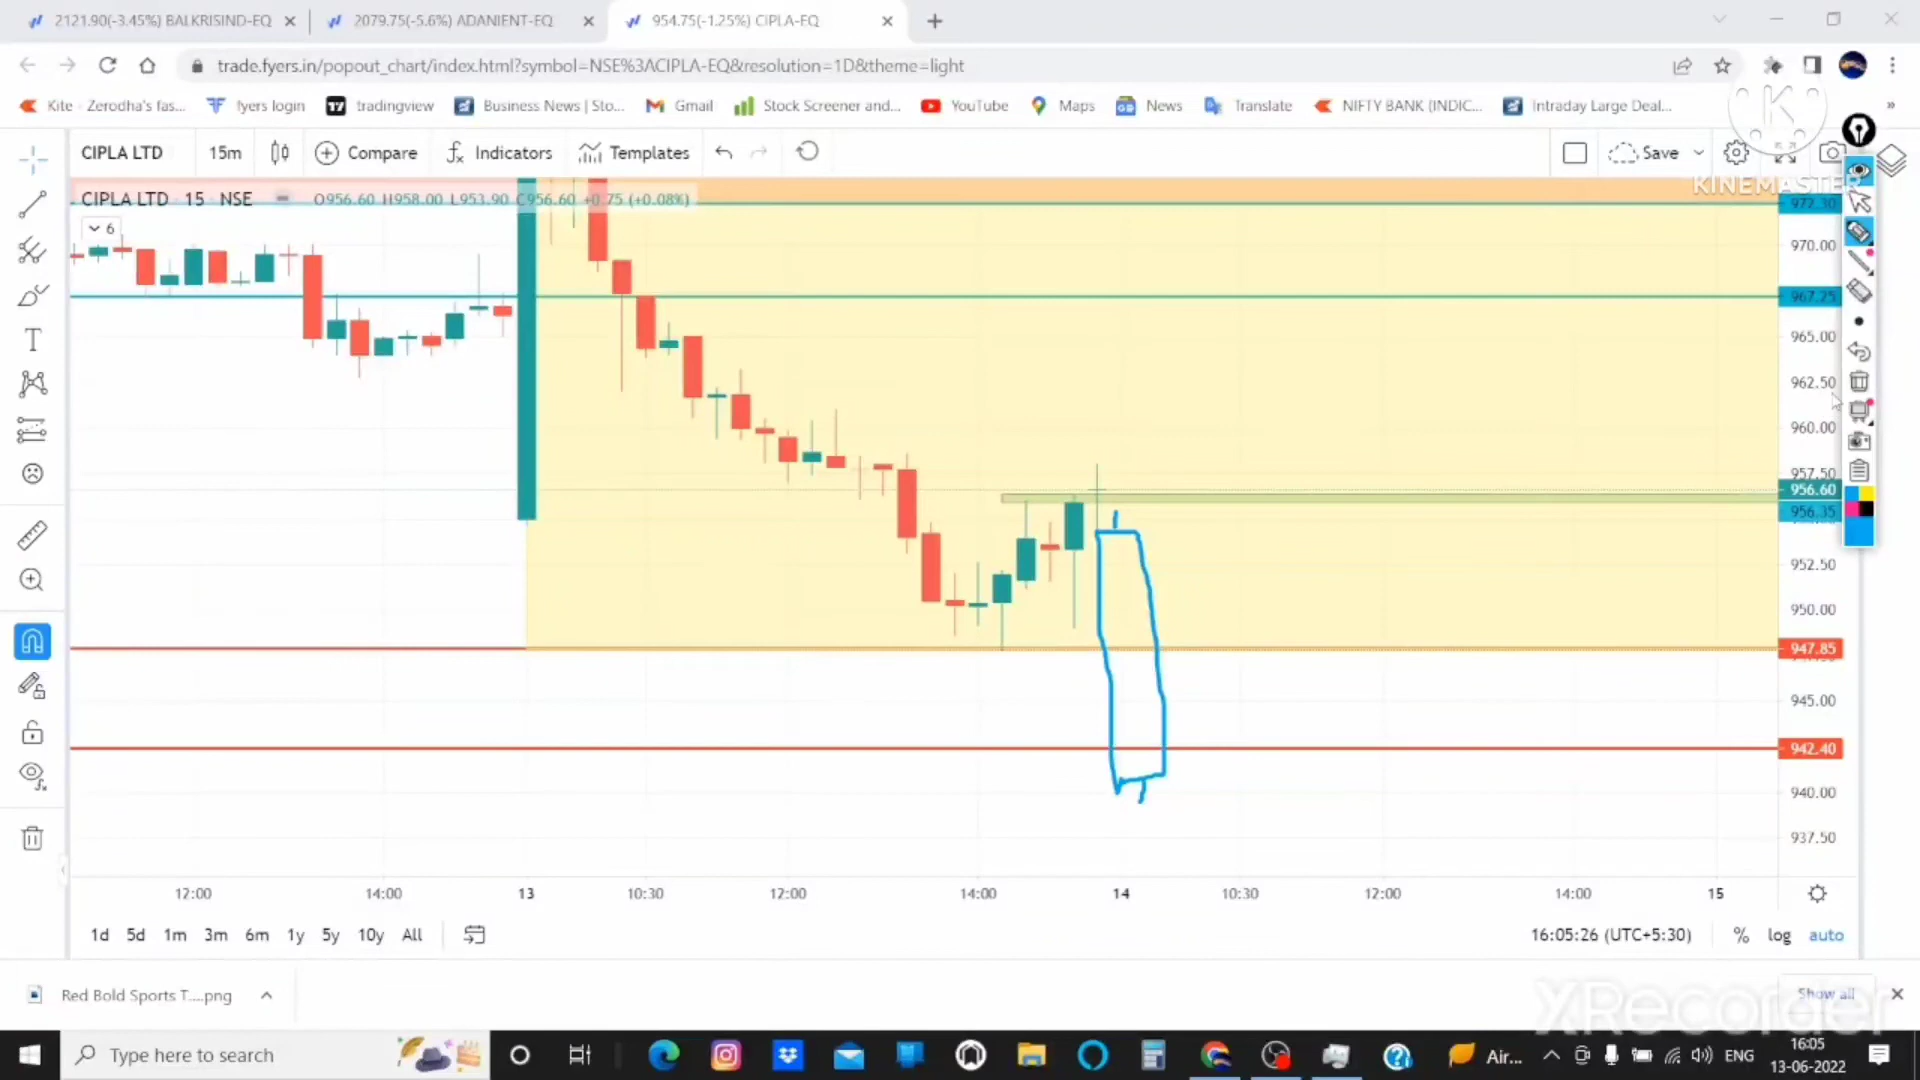 2121.90(-3.45%) BALKRISIND-EQ
2079.75(-5.6%) ADANIENT-EQ
954.75(-1.25%) CIPLA-EQ
trade.fyers.in/popout_chart/index.html?symbol=NSE%3ACIPLA-EQ&resolution=1D&theme=light
Kite - Zerodha's fas...
fyers login
tradingview
Business News | Sto...
Gmail
Stock Screener and...
YouTube
Maps
News
Translate
NIFTY BANK (INDIC...
Intraday Large Deal...
»
K
CIPLA LTD 15m Compare Indicators Templates Save
KINEMASTER
CIPLA LTD · 15 · NSE O956.60 H958.00 L953.90 C956.60 +0.75 (+0.08%)
6
972.30
970.00
967.25
965.00
962.50
960.00
957.50
956.60
956.35
952.50
950.00
947.85
945.00
942.40
940.00
937.50
12:00 14:00 13 10:30 12:00 14:00 14 10:30 12:00 14:00 15
1d 5d 1m 3m 6m 1y 5y 10y All
16:05:26 (UTC+5:30) % log auto
Red Bold Sports T....png
Show all
XRecorder
Type here to search
Air...
ENG
16:05
13-06-2022